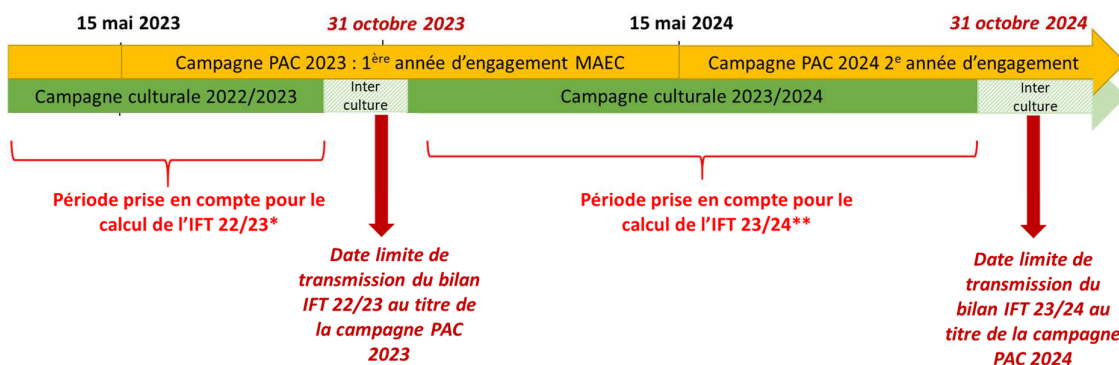 15 mai 2023
31 octobre 2023
15 mai 2024
31 octobre 2024
Campagne PAC 2023 : 1ère année d’engagement MAEC
Campagne PAC 2024 2e année d’engagement
Campagne culturale 2022/2023
Inter
culture
Campagne culturale 2023/2024
Inter
culture
Période prise en compte pour le
calcul de l’IFT 22/23*
Période prise en compte pour le
calcul de l’IFT 23/24**
Date limite de
transmission du bilan
IFT 22/23 au titre de
la campagne PAC
2023
Date limite de
transmission du
bilan IFT 23/24 au
titre de la campagne
PAC 2024